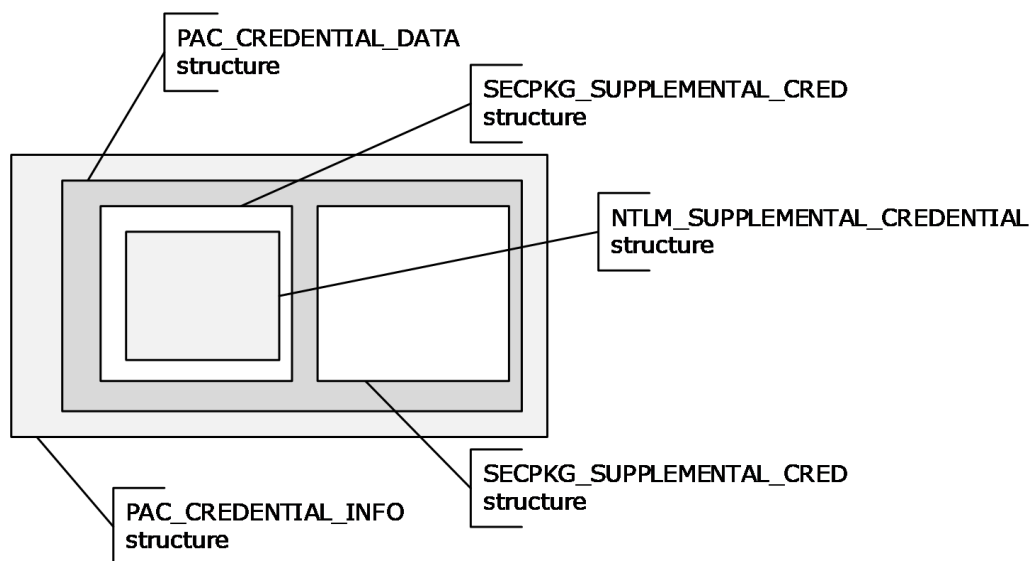 PAC_CREDENTIAL_DATA
structure
SECPKG_SUPPLEMENTAL_CRED
structure
NTLM_SUPPLEMENTAL_CREDENTIAL
structure
SECPKG_SUPPLEMENTAL_CRED
structure
PAC_CREDENTIAL_INFO
structure